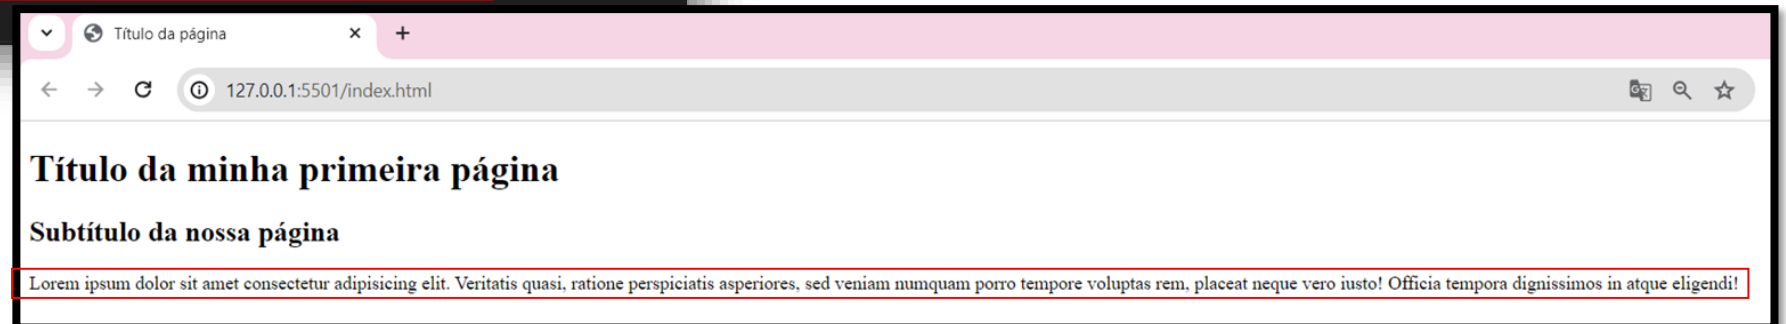 Título da página
127.0.0.1:5501/index.html
Título da minha primeira página
Subtítulo da nossa página
Lorem ipsum dolor sit amet consectetur adipisicing elit. Veritatis quasi, ratione perspiciatis asperiores, sed veniam numquam porro tempore voluptas rem, placeat neque vero iusto! Officia tempora dignissimos in atque eligendi!